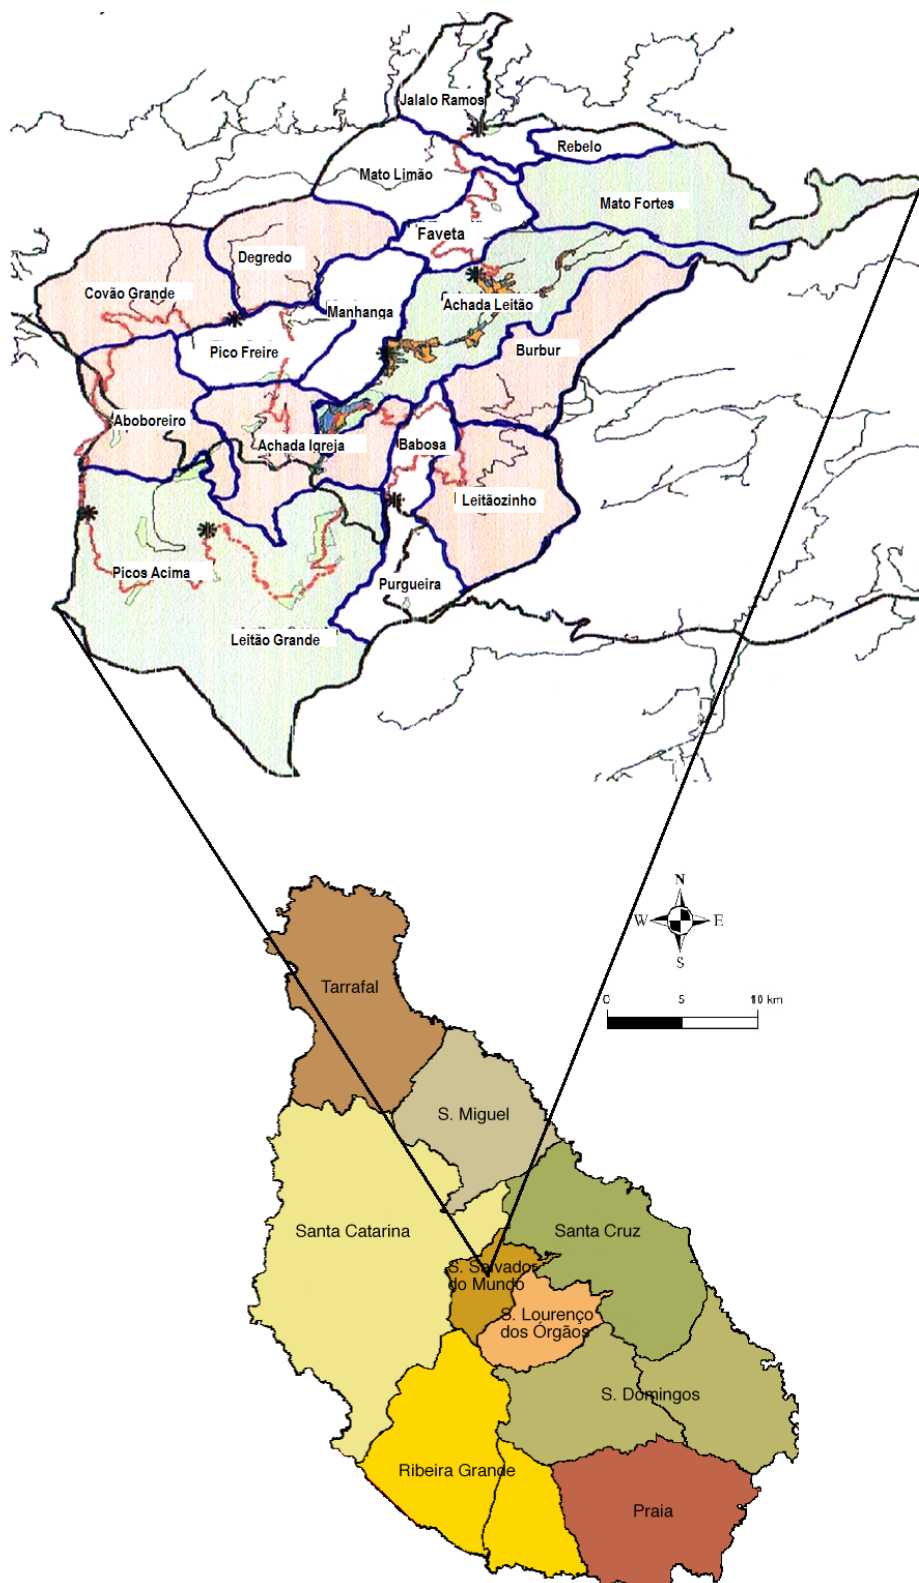 Jalalo Ramos
Rebelo
Mato Limão
Mato Fortes
Faveta
Degredo
Covão Grande
Manhanga
Achada Leitão
Pico Freire
Burbur
Aboboreiro
Achada Igreja
Babosa
Leitãozinho
Picos Acima
Purgueira
Leitão Grande
N
W E
S
0 5 10 km
Tarrafal
S. Miguel
Santa Catarina
Santa Cruz
S. Salvador
do Mundo
S. Lourenço
dos Órgãos
S. Domingos
Ribeira Grande
Praia